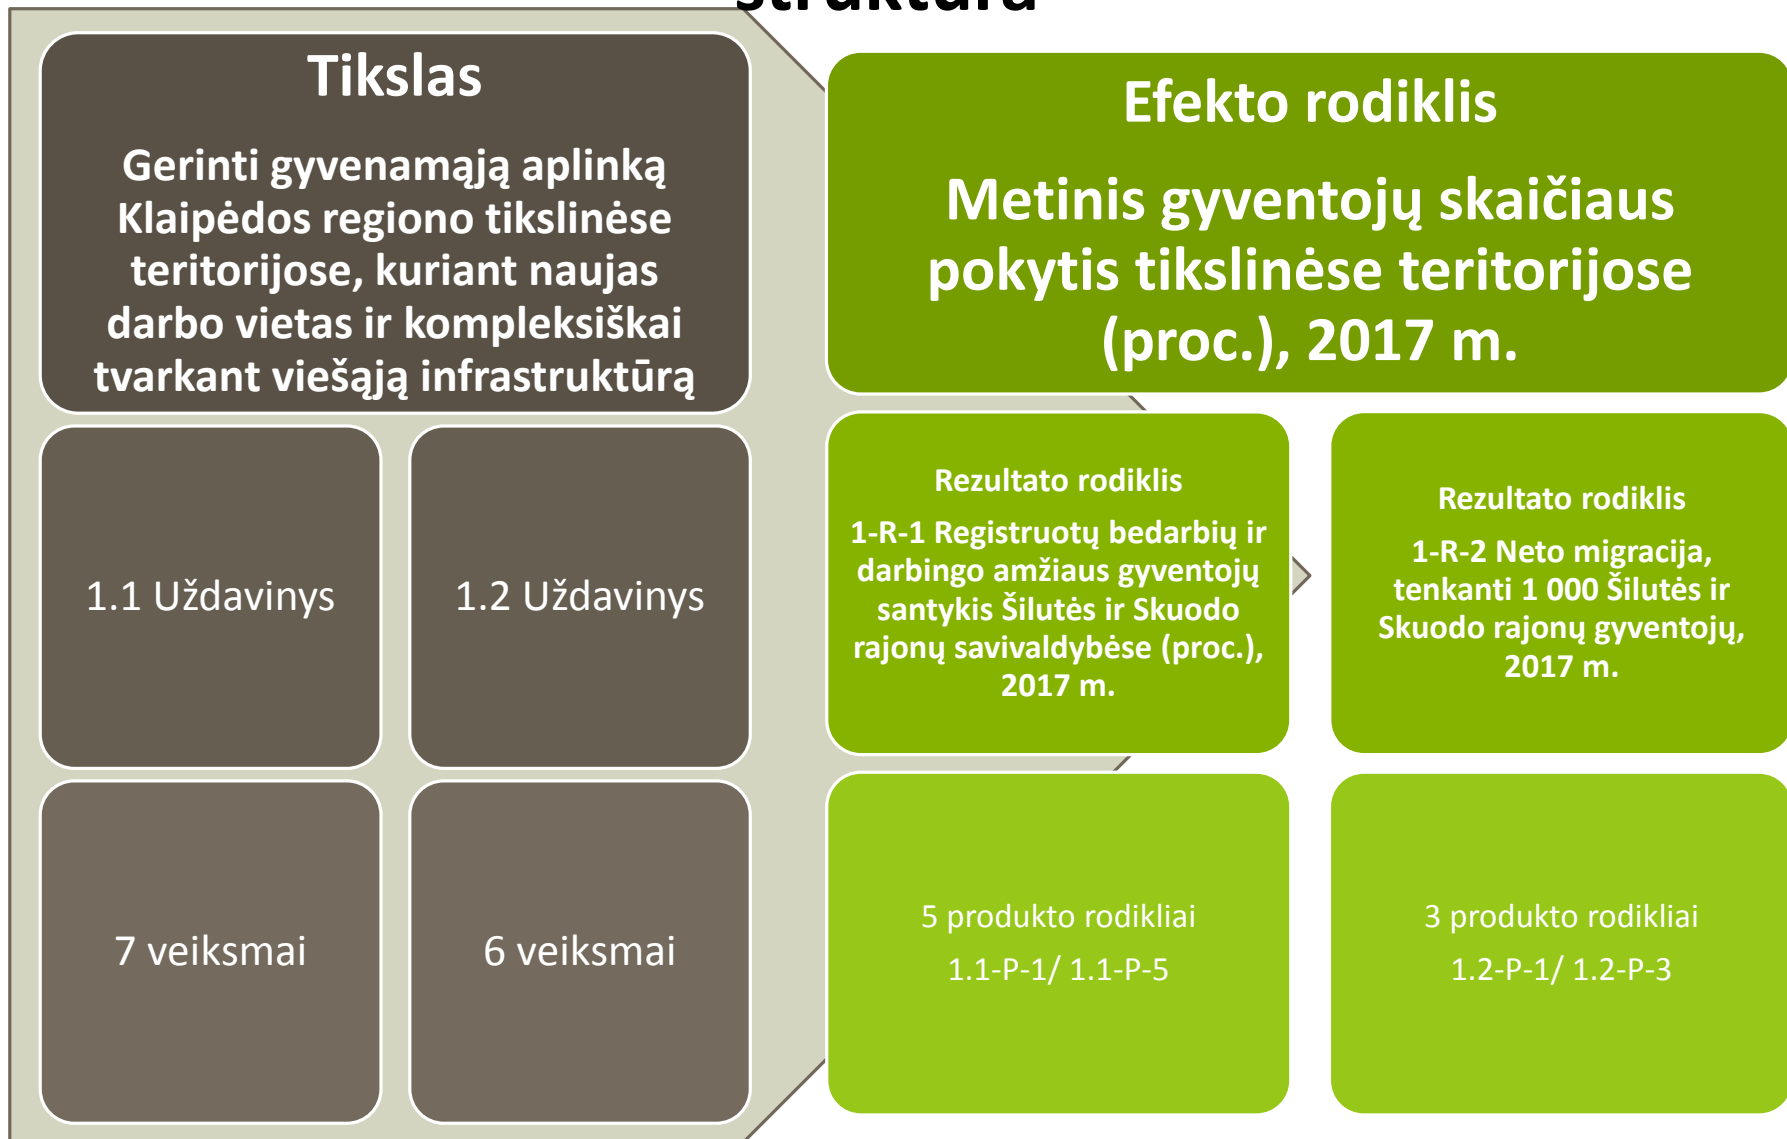 struktūra
Tikslas
Gerinti gyvenamąją aplinką
Klaipėdos regiono tikslinėse
teritorijose, kuriant naujas
darbo vietas ir kompleksiškai
tvarkant viešąją infrastruktūrą
Efekto rodiklis
Metinis gyventojų skaičiaus
pokytis tikslinėse teritorijose
(proc.), 2017 m.
1.1 Uždavinys
1.2 Uždavinys
Rezultato rodiklis
1-R-1 Registruotų bedarbių ir
darbingo amžiaus gyventojų
santykis Šilutės ir Skuodo
rajonų savivaldybėse (proc.),
2017 m.
Rezultato rodiklis
1-R-2 Neto migracija,
tenkanti 1 000 Šilutės ir
Skuodo rajonų gyventojų,
2017 m.
7 veiksmai
6 veiksmai
5 produkto rodikliai
1.1-P-1/ 1.1-P-5
3 produkto rodikliai
1.2-P-1/ 1.2-P-3